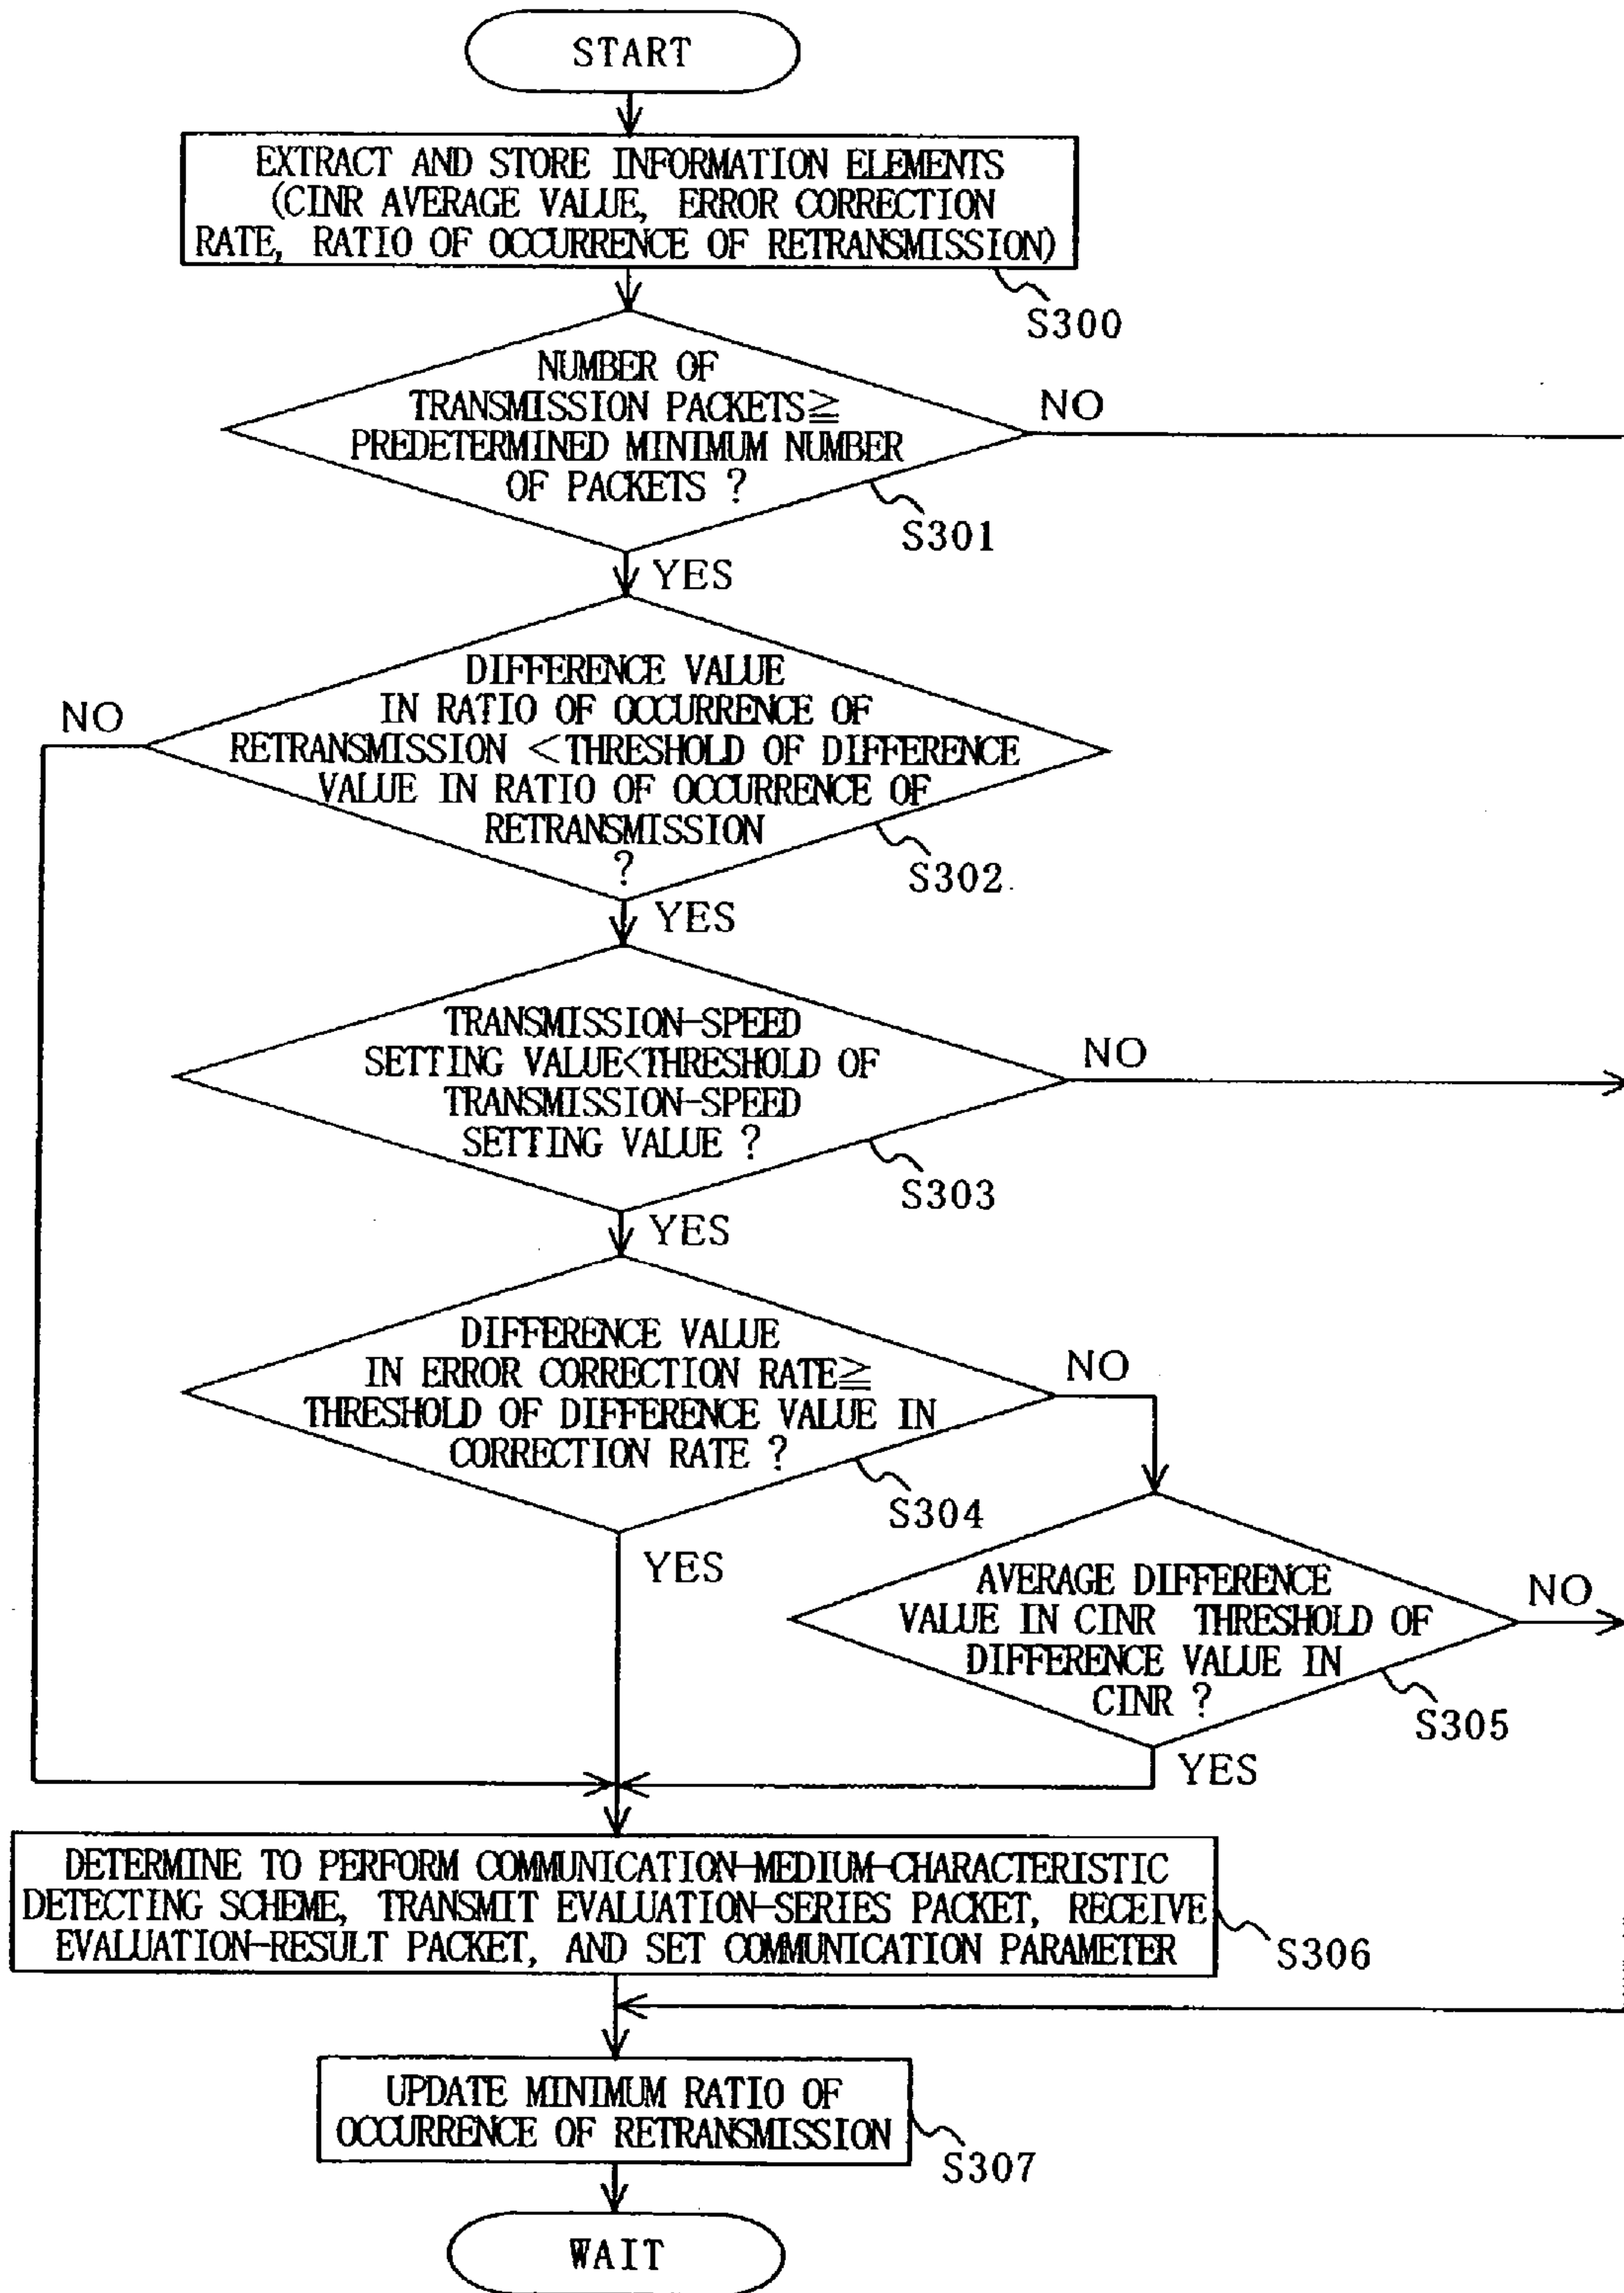 START
EXTRACT AND STORE INFORMATION ELEMENTS
(CINR AVERAGE VALUE, ERROR CORRECTION
RATE, RATIO OF OCCURRENCE OF RETRANSMISSION)
S300
NUMBER OF
TRANSMISSION PACKETS≧
PREDETERMINED MINIMUM NUMBER
OF PACKETS ?
NO
S301
YES
DIFFERENCE VALUE
IN RATIO OF OCCURRENCE OF
RETRANSMISSION <THRESHOLD OF DIFFERENCE
VALUE IN RATIO OF OCCURRENCE OF
RETRANSMISSION
?
NO
S302
YES
TRANSMISSION-SPEED
SETTING VALUE<THRESHOLD OF
TRANSMISSION-SPEED
SETTING VALUE ?
NO
S303
YES
DIFFERENCE VALUE
IN ERROR CORRECTION RATE≧
THRESHOLD OF DIFFERENCE VALUE IN
CORRECTION RATE ?
NO
S304
YES
AVERAGE DIFFERENCE
VALUE IN CINR THRESHOLD OF
DIFFERENCE VALUE IN
CINR ?
NO
S305
YES
DETERMINE TO PERFORM COMMUNICATION-MEDIUM-CHARACTERISTIC
DETECTING SCHEME, TRANSMIT EVALUATION-SERIES PACKET, RECEIVE
EVALUATION-RESULT PACKET, AND SET COMMUNICATION PARAMETER
S306
UPDATE MINIMUM RATIO OF
OCCURRENCE OF RETRANSMISSION
S307
WAIT